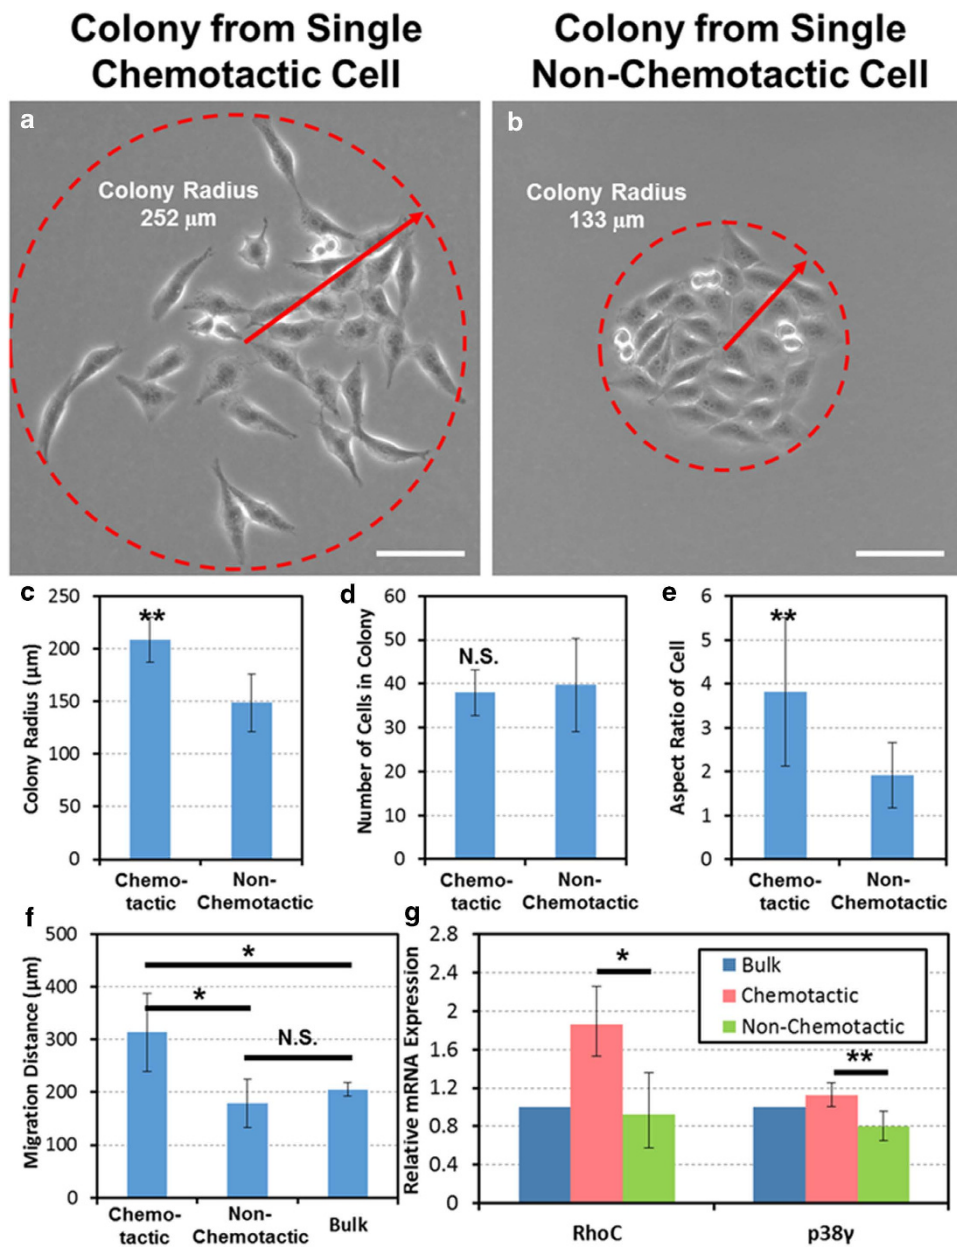 Colony from Single
Chemotactic Cell
Colony from Single
Non-Chemotactic Cell
a
Colony Radius
252 μm
b
Colony Radius
133 μm
c
Colony Radius (μm)
250
200
150
100
50
0
**
Chemo-
tactic
Non-
Chemotactic
d
Number of Cells in Colony
60
50
40
30
20
10
0
N.S.
Chemo-
tactic
Non-
Chemotactic
e
Aspect Ratio of Cell
6
5
4
3
2
1
0
**
Chemo-
tactic
Non-
Chemotactic
f
Migration Distance (μm)
500
400
300
200
100
0
*
*
N.S.
Chemo-
tactic
Non-
Chemotactic
Bulk
g
Relative mRNA Expression
2.8
2.4
2
1.6
1.2
0.8
0.4
0
*
**
Bulk
Chemotactic
Non-Chemotactic
RhoC
p38γ